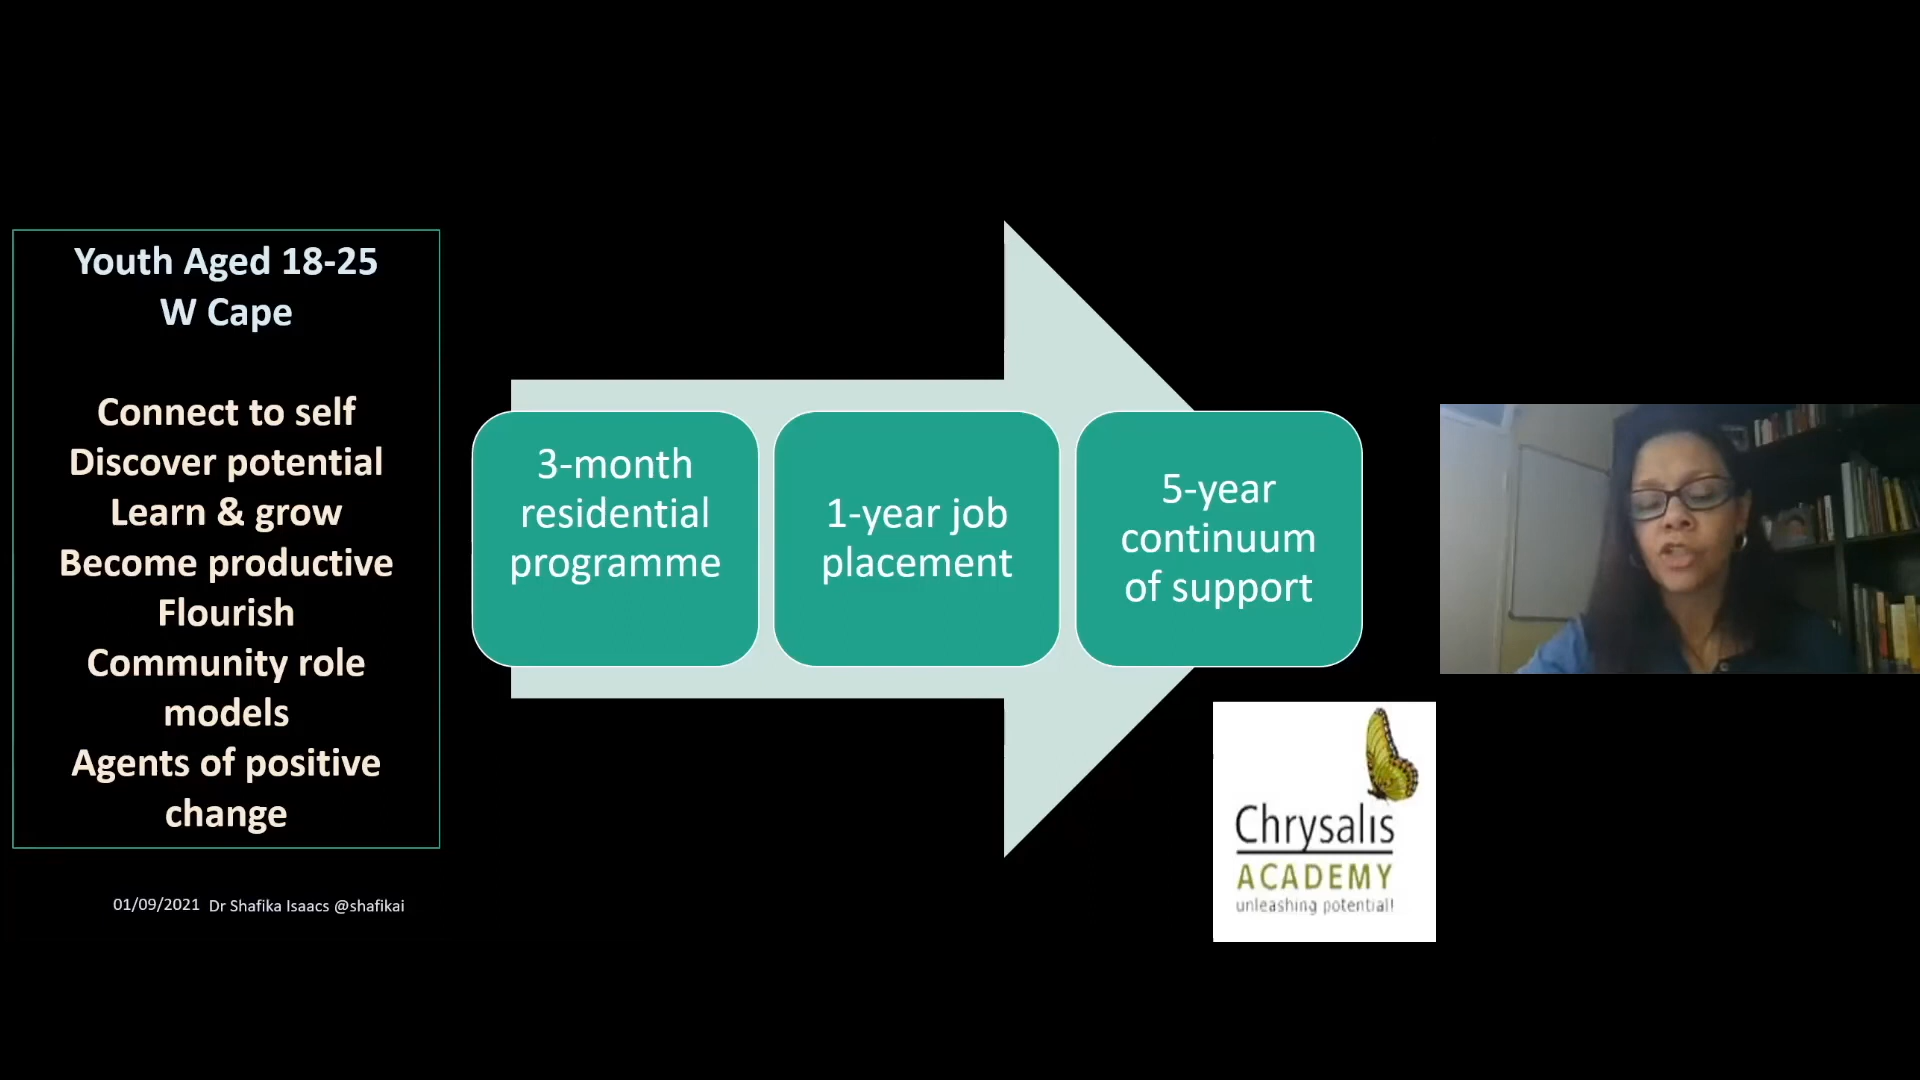 Youth Aged 18-25
W Cape
Connect to self
Discover potential
Learn & grow
Become productive
Flourish
Community role
models
Agents of positive
change
3-month
residential
programme
1-year job
placement
5-year
continuum
of support
Chrysalis
ACADEMY
unleashing potential!
01/09/2021 Dr Shafika Isaacs @shafikai